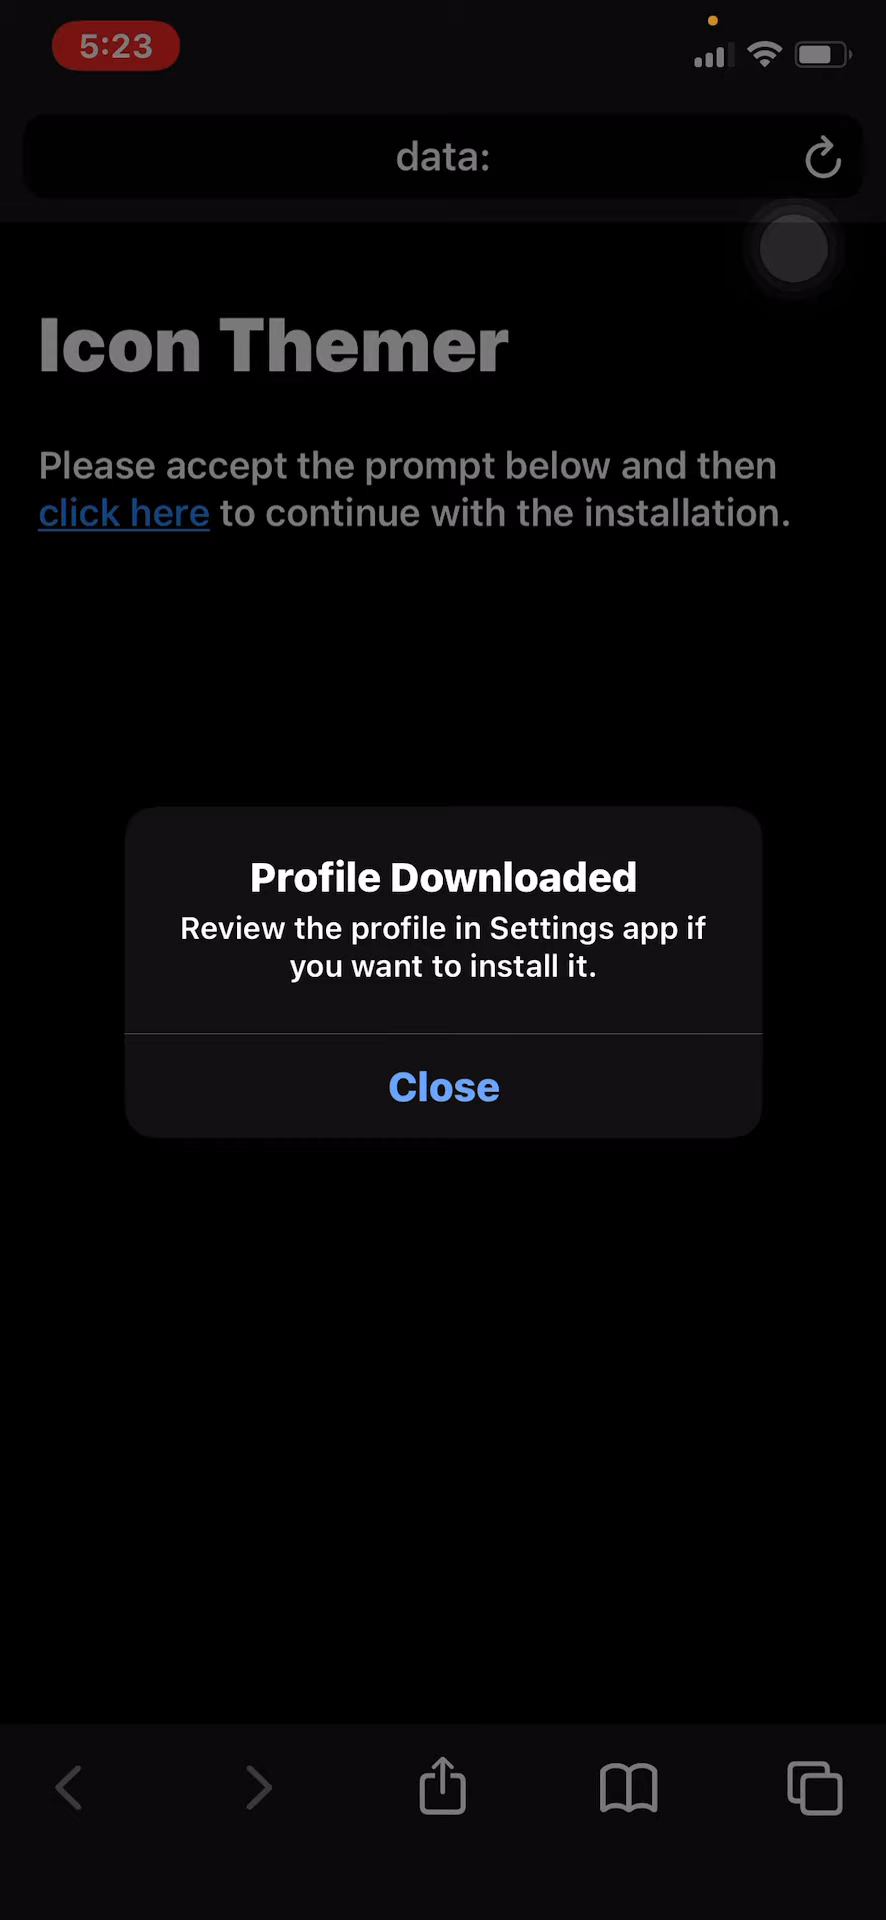 5:23
data:
Icon Themer
Please accept the prompt below and then
click here to continue with the installation.
Profile Downloaded
Review the profile in Settings app if
you want to install it.
Close